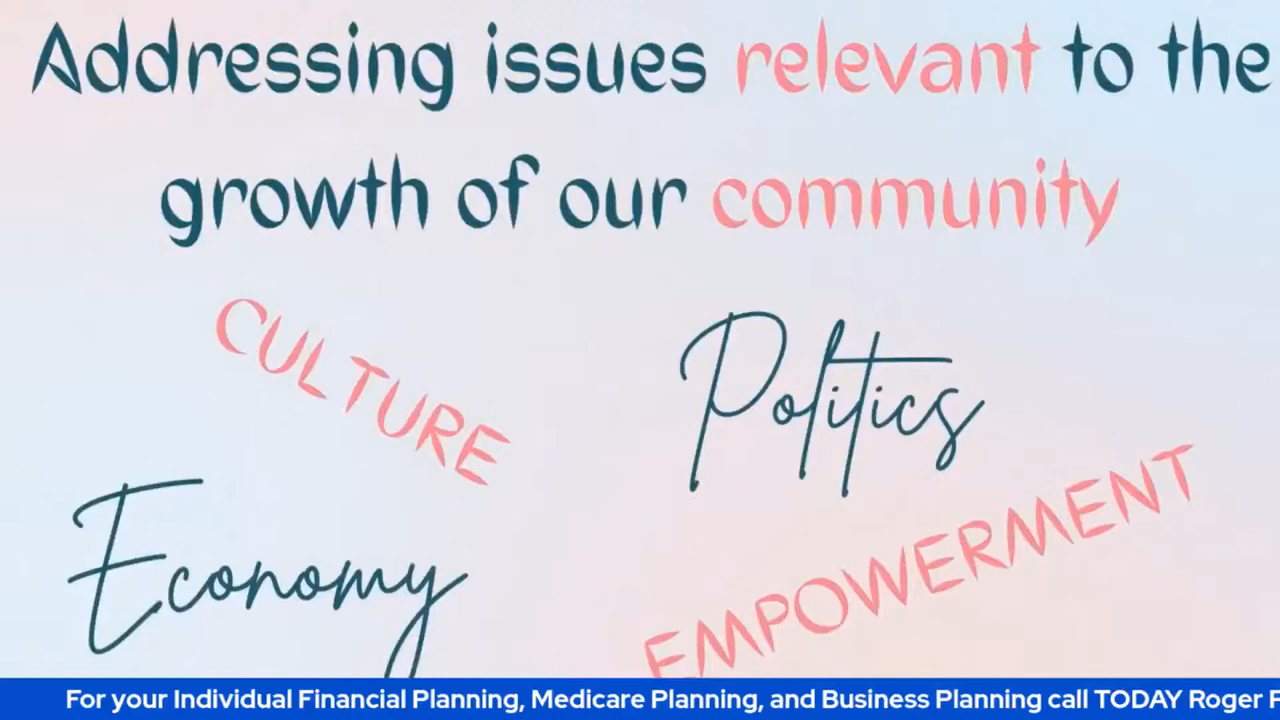 Addressing issues relevant to the
growth of our community
CULTURE
Politics
Economy
EMPOWERMENT
For your Individual Financial Planning, Medicare Planning, and Business Planning call TODAY Roger